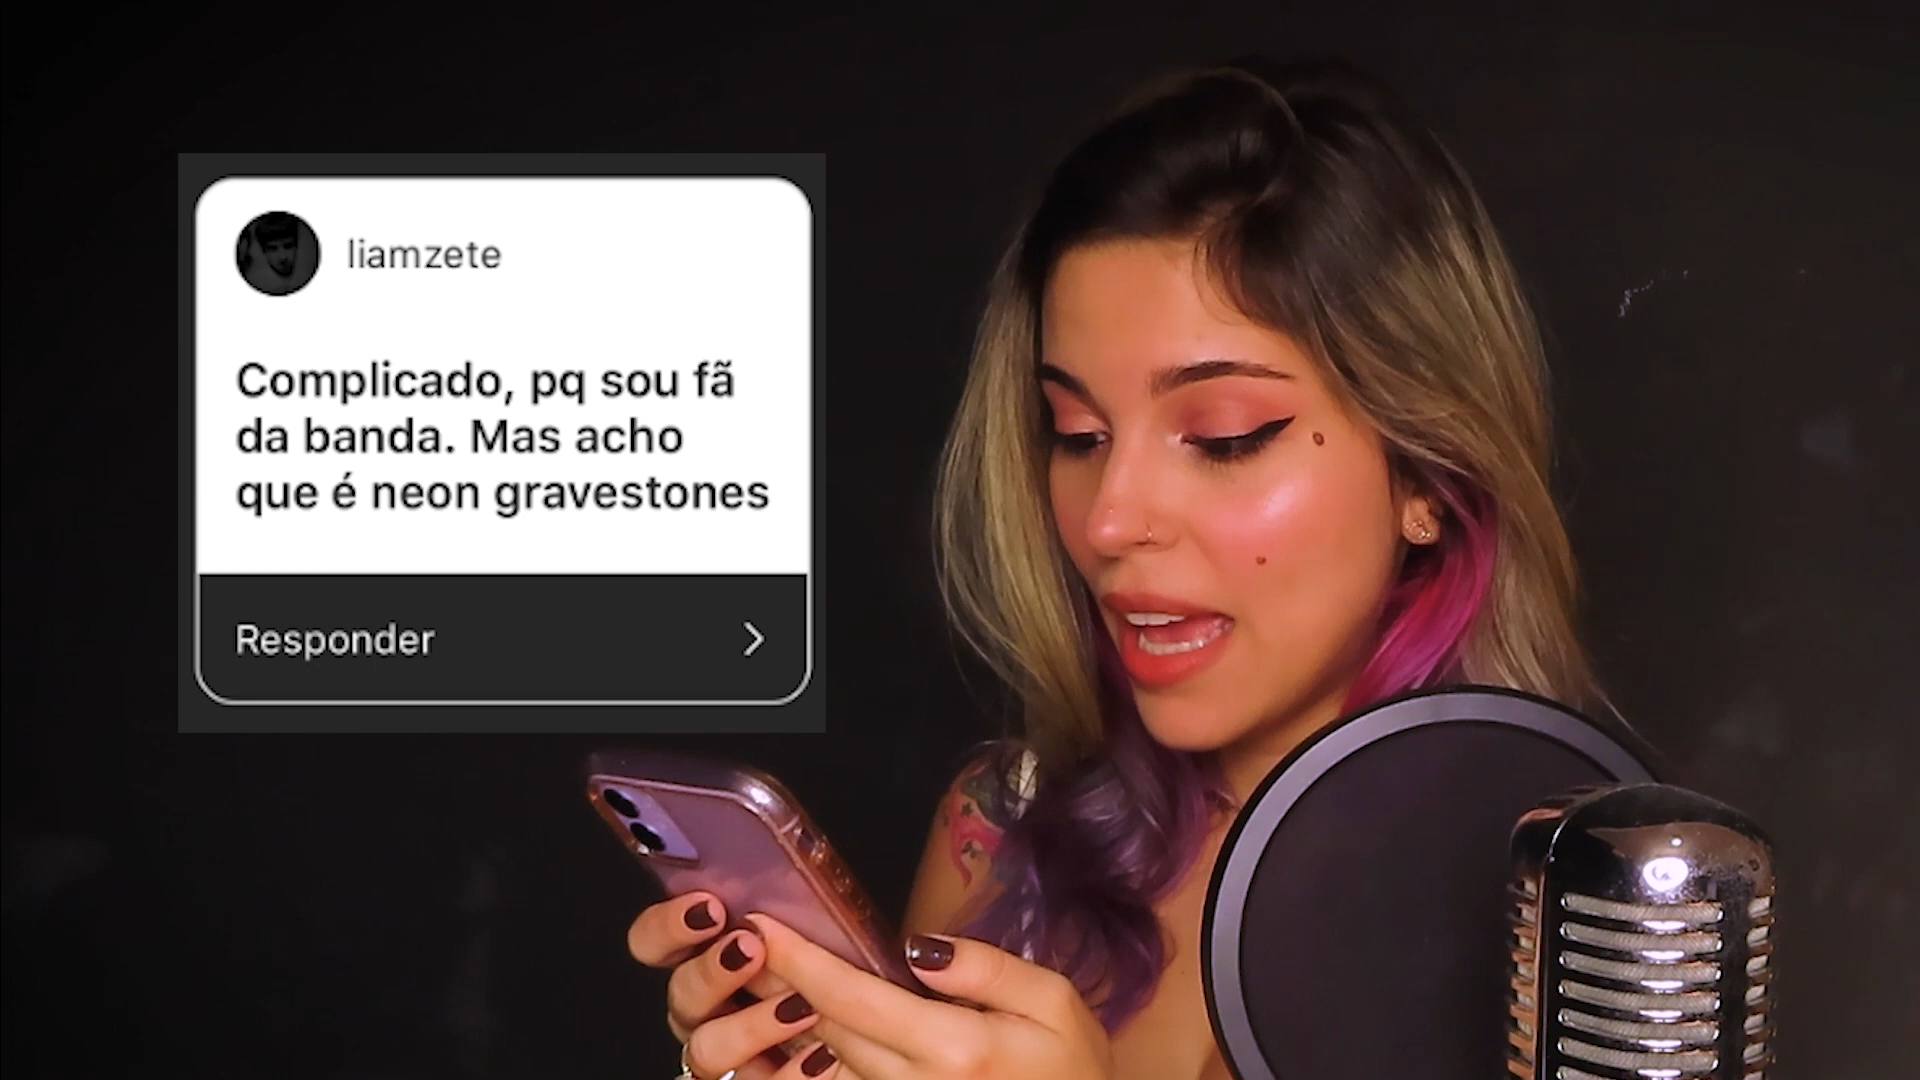 liamzete
Complicado, pq sou fã
da banda. Mas acho
que é neon gravestones
Responder